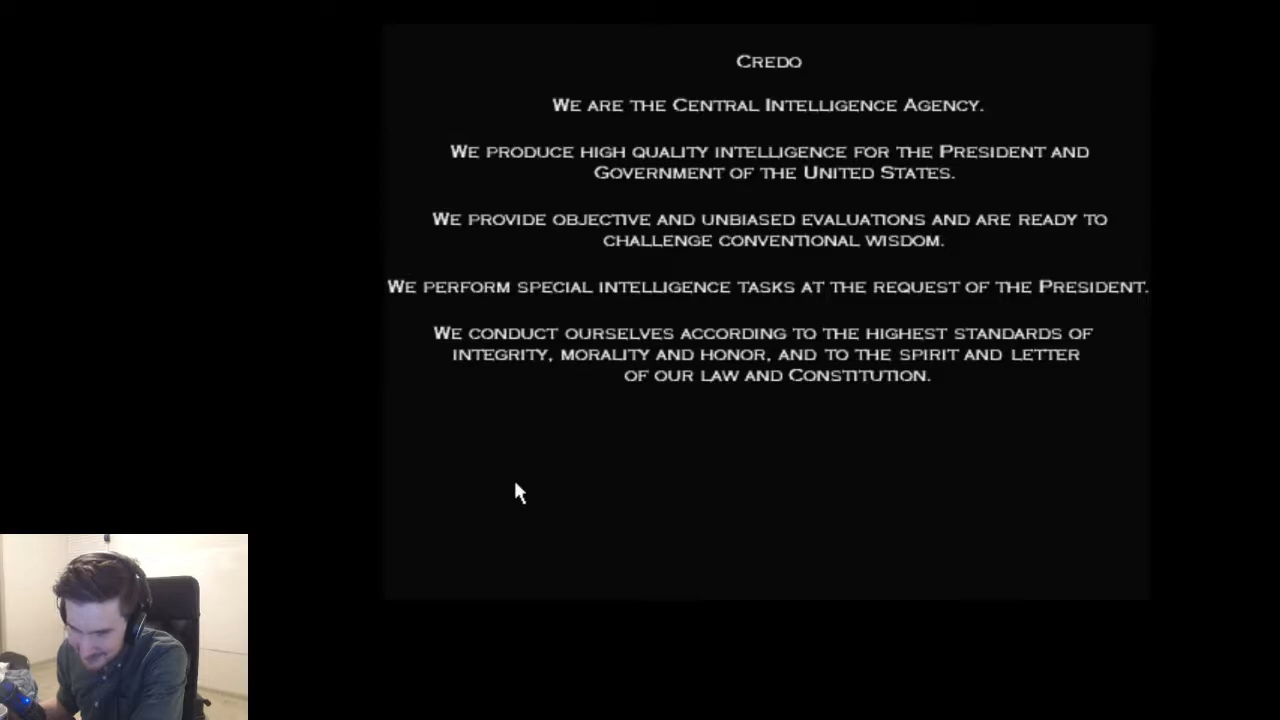 Credo
We are the Central Intelligence Agency.
We produce high quality intelligence for the President and
Government of the United States.
We provide objective and unbiased evaluations and are ready to
challenge conventional wisdom.
We perform special intelligence tasks at the request of the President.
We conduct ourselves according to the highest standards of
integrity, morality and honor, and to the spirit and letter
of our law and Constitution.